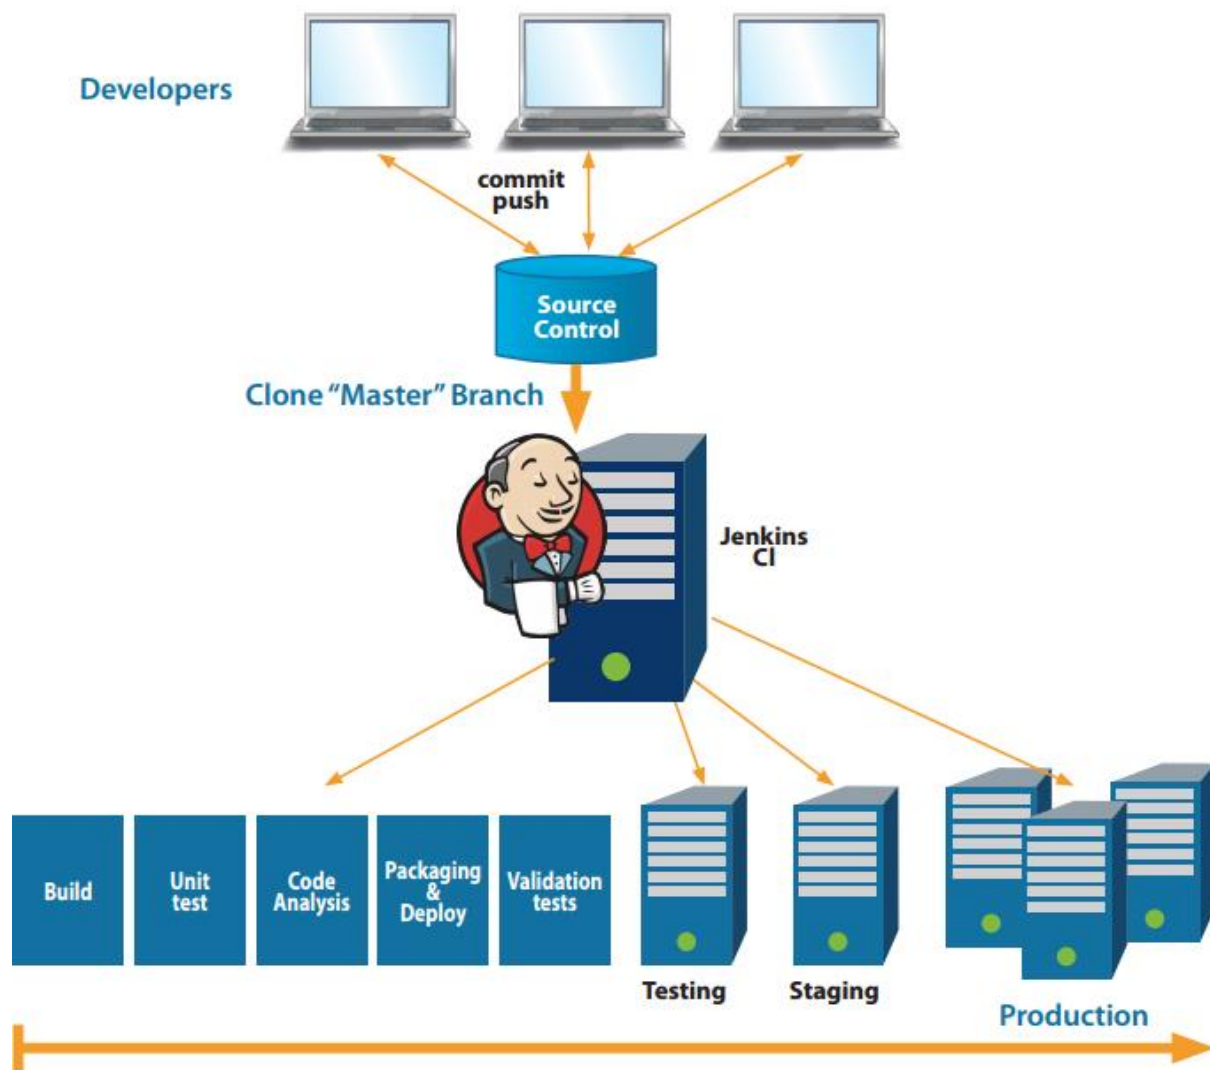 Developers
commit
push
Source
Control
Clone “Master” Branch
Jenkins
CI
Build
Unit
test
Code
Analysis
Packaging
&
Deploy
Validation
tests
Testing
Staging
Production